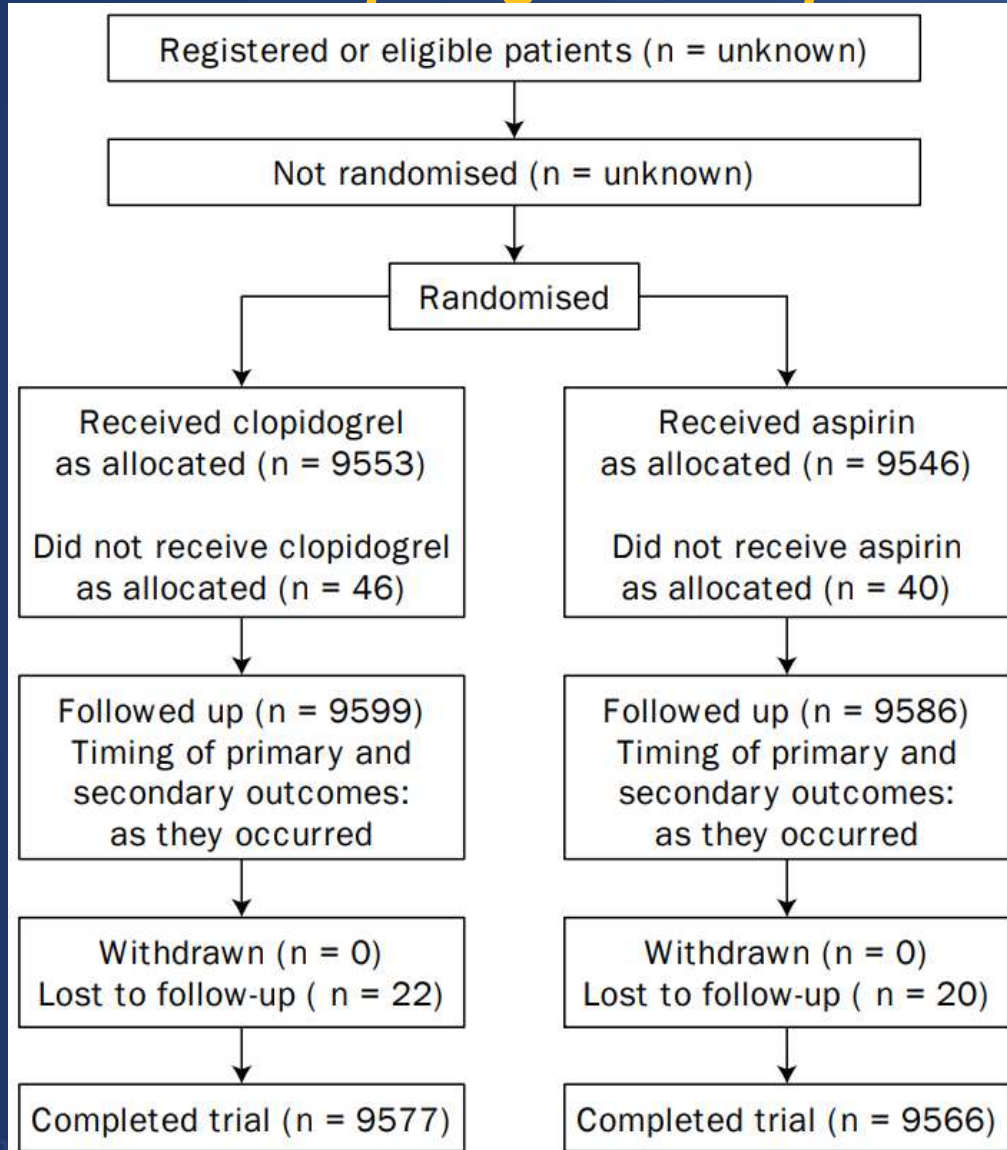 Registered or eligible patients (n = unknown)
Not randomised (n = unknown)
Randomised
Received clopidogrel
as allocated (n = 9553)
Did not receive clopidogrel
as allocated (n = 46)
Received aspirin
as allocated (n = 9546)
Did not receive aspirin
as allocated (n = 40)
Followed up (n = 9599)
Timing of primary and
secondary outcomes:
as they occurred
Followed up (n = 9586)
Timing of primary and
secondary outcomes:
as they occurred
Withdrawn (n = 0)
Lost to follow-up ( n = 22)
Withdrawn (n = 0)
Lost to follow-up ( n = 20)
Completed trial (n = 9577)
Completed trial (n = 9566)